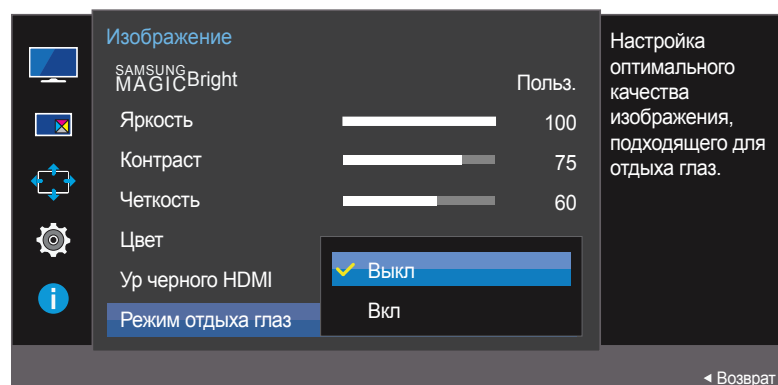 Изображение
SAMSUNG
MAGICBright Польз.
Яркость 100
Контраст 75
Четкость 60
Цвет
Ур черного HDMI
Режим отдыха глаз
Выкл
Вкл
Настройка
оптимального
качества
изображения,
подходящего для
отдыха глаз.
Возврат